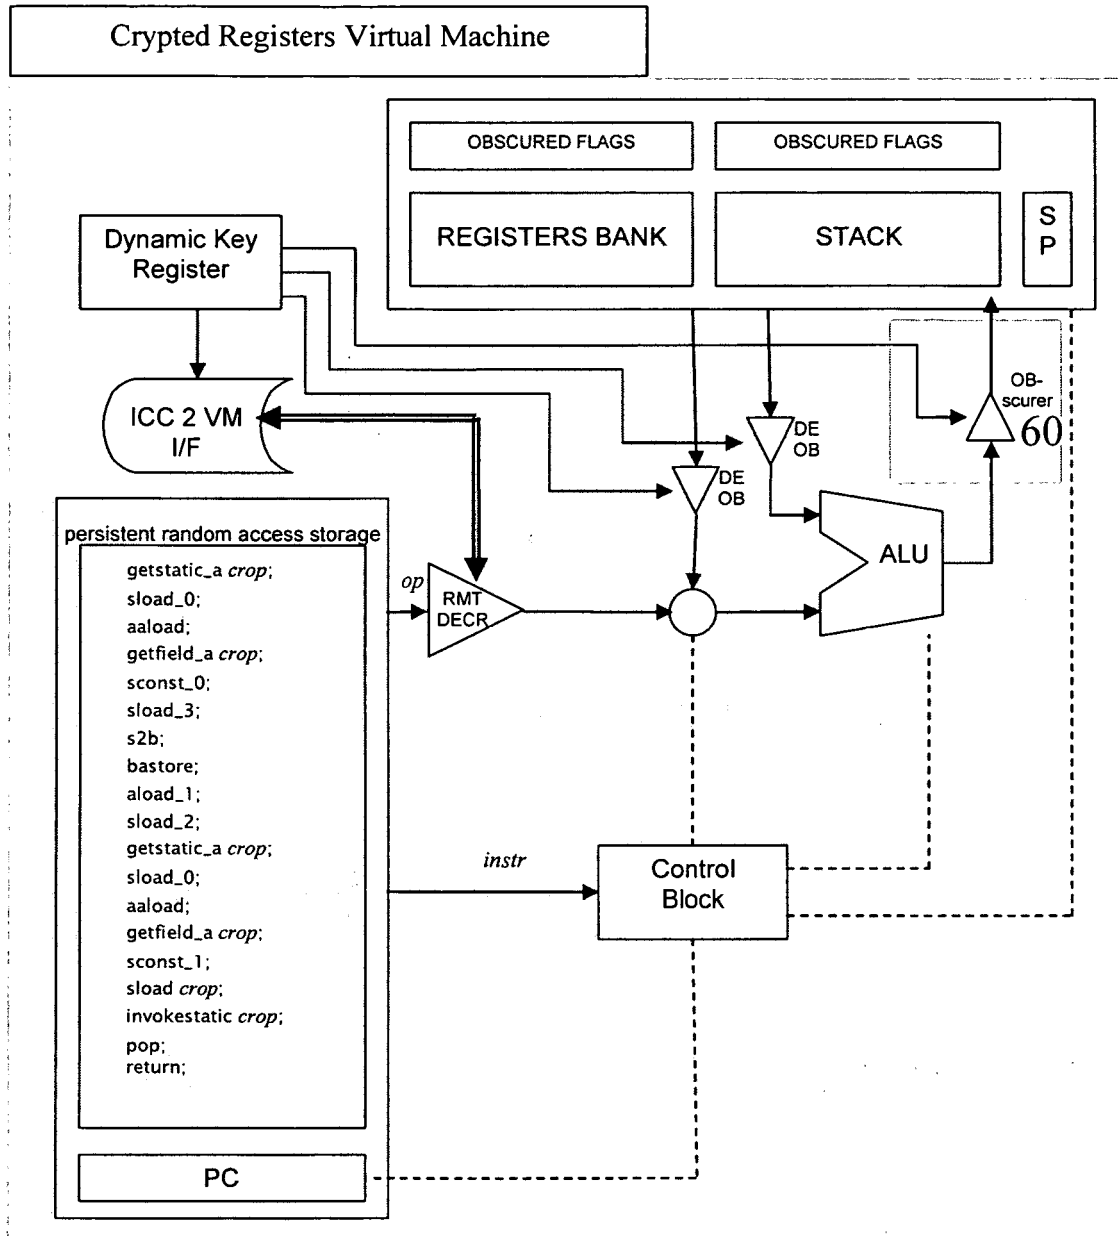 Crypted Registers Virtual Machine
OBSCURED FLAGS
OBSCURED FLAGS
REGISTERS BANK
STACK
S
P
Dynamic Key
Register
ICC 2 VM
I/F
OB-
scurer
60
DE
OB
DE
OB
ALU
persistent random access storage
getstatic_a crop;
sload_0;
aaload;
getfield_a crop;
sconst_0;
sload_3;
s2b;
bastore;
aload_1;
sload_2;
getstatic_a crop;
sload_0;
aaload;
getfield_a crop;
sconst_1;
sload crop;
invokestatic crop;
pop;
return;
op
RMT
DECR
instr
Control
Block
PC